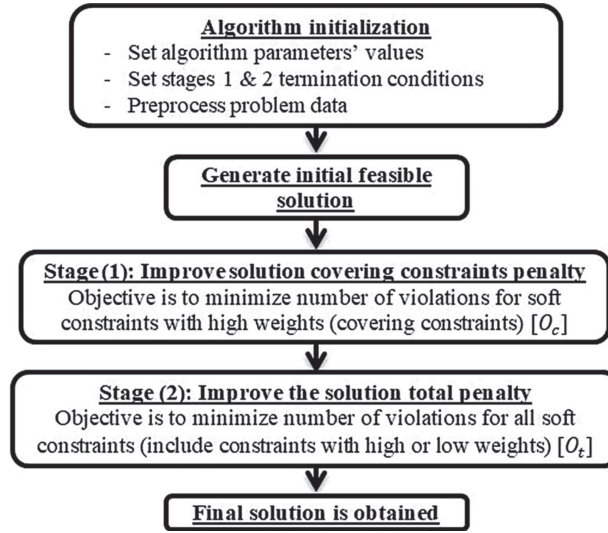 Algorithm initialization
- Set algorithm parameters' values
- Set stages 1 & 2 termination conditions
- Preprocess problem data
Generate initial feasible
solution
Stage (1): Improve solution covering constraints penalty
Objective is to minimize number of violations for soft
constraints with high weights (covering constraints) [O_c]
Stage (2): Improve the solution total penalty
Objective is to minimize number of violations for all soft
constraints (include constraints with high or low weights) [O_t]
Final solution is obtained